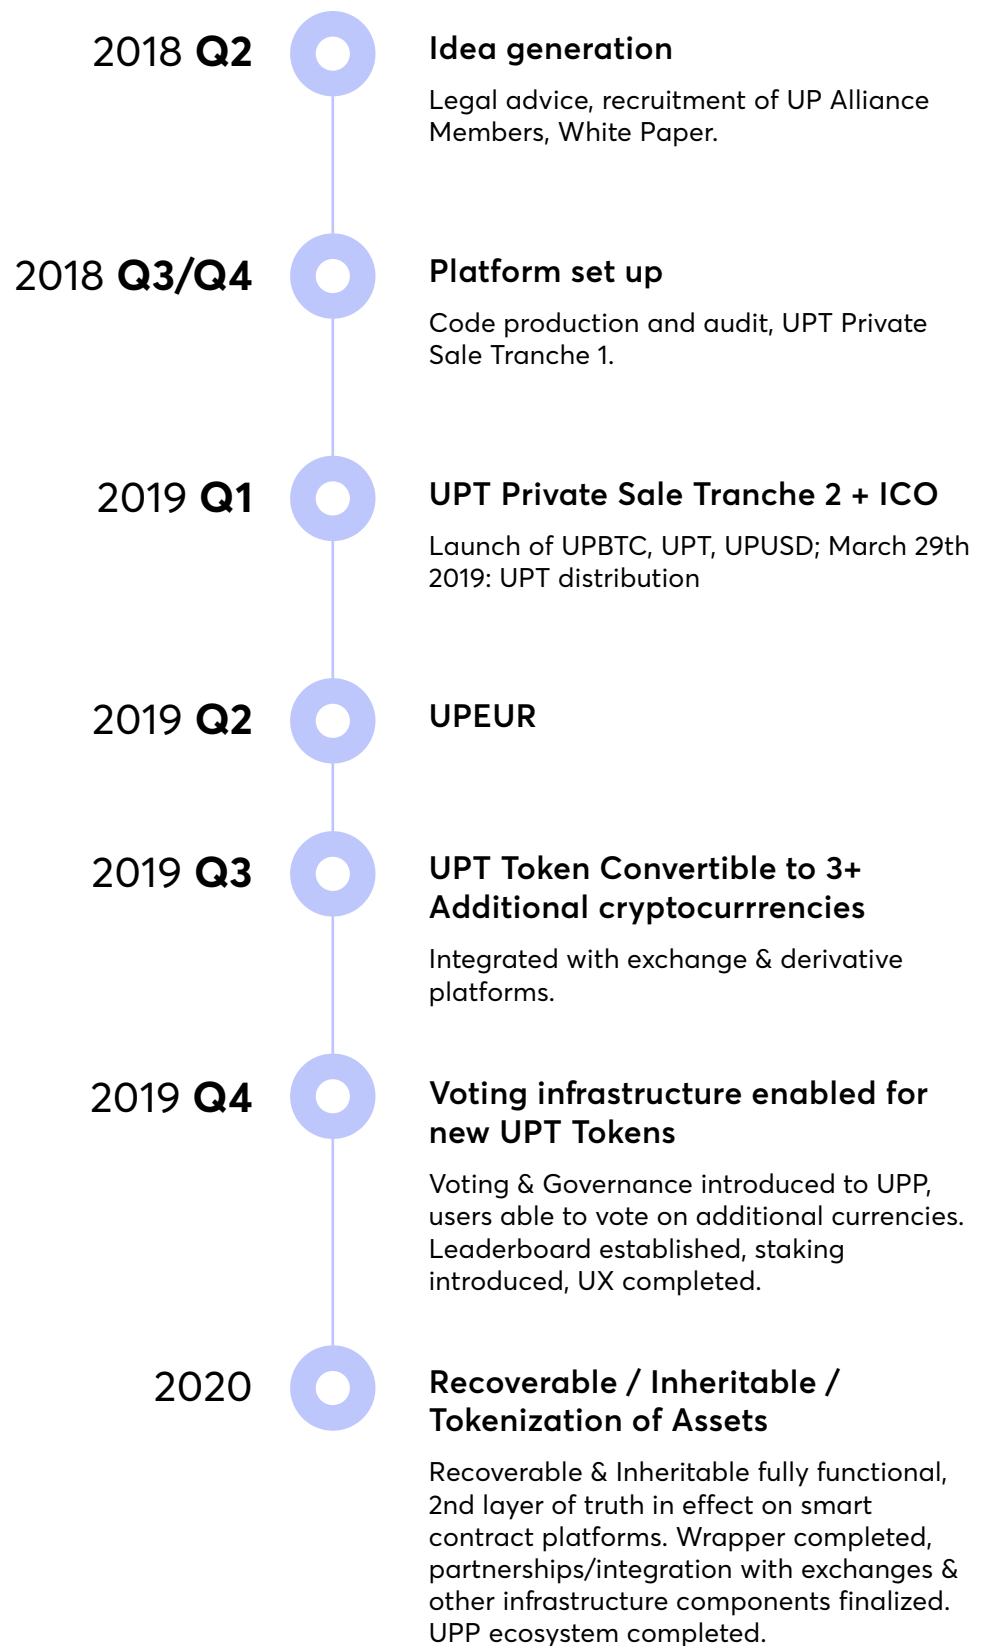 2018 Q2
Idea generation
Legal advice, recruitment of UP Alliance
Members, White Paper.
2018 Q3/Q4
Platform set up
Code production and audit, UPT Private
Sale Tranche 1.
2019 Q1
UPT Private Sale Tranche 2 + ICO
Launch of UPBTC, UPT, UPUSD; March 29th
2019: UPT distribution
2019 Q2
UPEUR
2019 Q3
UPT Token Convertible to 3+
Additional cryptocurrrencies
Integrated with exchange & derivative
platforms.
2019 Q4
Voting infrastructure enabled for
new UPT Tokens
Voting & Governance introduced to UPP,
users able to vote on additional currencies.
Leaderboard established, staking
introduced, UX completed.
2020
Recoverable / Inheritable /
Tokenization of Assets
Recoverable & Inheritable fully functional,
2nd layer of truth in effect on smart
contract platforms. Wrapper completed,
partnerships/integration with exchanges &
other infrastructure components finalized.
UPP ecosystem completed.